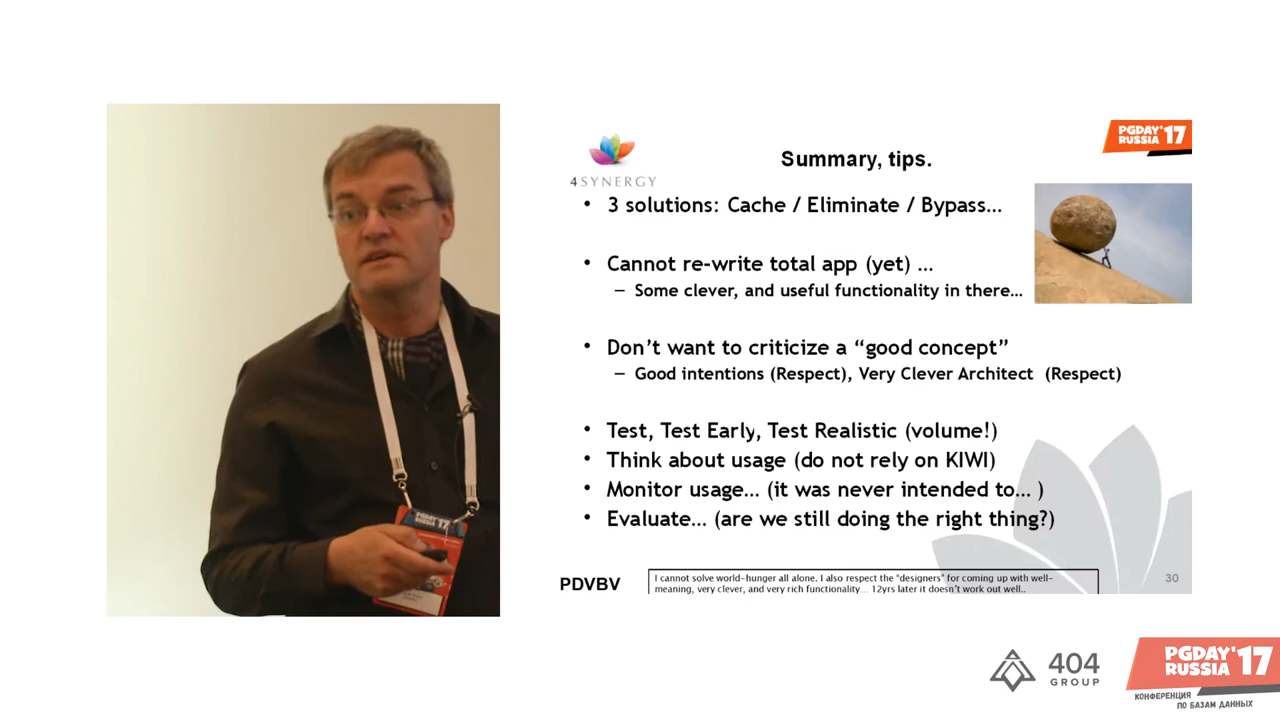 PGDAY'17
RUSSIA
4SYNERGY
Summary, tips.
• 3 solutions: Cache / Eliminate / Bypass…
• Cannot re-write total app (yet) …
– Some clever, and useful functionality in there…
• Don't want to criticize a “good concept”
– Good intentions (Respect), Very Clever Architect (Respect)
• Test, Test Early, Test Realistic (volume!)
• Think about usage (do not rely on KIWI)
• Monitor usage… (it was never intended to… )
• Evaluate… (are we still doing the right thing?)
PDVBV
I cannot solve world-hunger all alone. I also respect the “designers” for coming up with well-
meaning, very clever, and very rich functionality… 12yrs later it doesn't work out well..
30
PGDAY'
RUSSIA 17
404
GROUP
PGDAY'17
RUSSIA
КОНФЕРЕНЦИЯ
ПО БАЗАМ ДАННЫХ